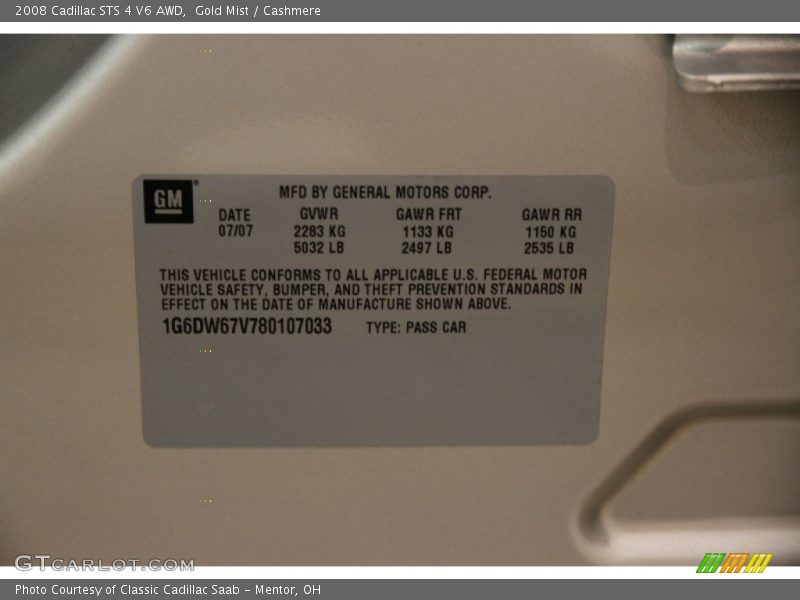 2008 Cadillac STS 4 V6 AWD,  Gold Mist / Cashmere
GM
MFD BY GENERAL MOTORS CORP.
DATE GVWR GAWR FRT GAWR RR
07/07 2283 KG 1133 KG 1150 KG
5032 LB 2497 LB 2535 LB
THIS VEHICLE CONFORMS TO ALL APPLICABLE U.S. FEDERAL MOTOR
VEHICLE SAFETY, BUMPER, AND THEFT PREVENTION STANDARDS IN
EFFECT ON THE DATE OF MANUFACTURE SHOWN ABOVE.
1G6DW67V780107033 TYPE: PASS CAR
GTCARLOT.COM
Photo Courtesy of Classic Cadillac Saab - Mentor, OH